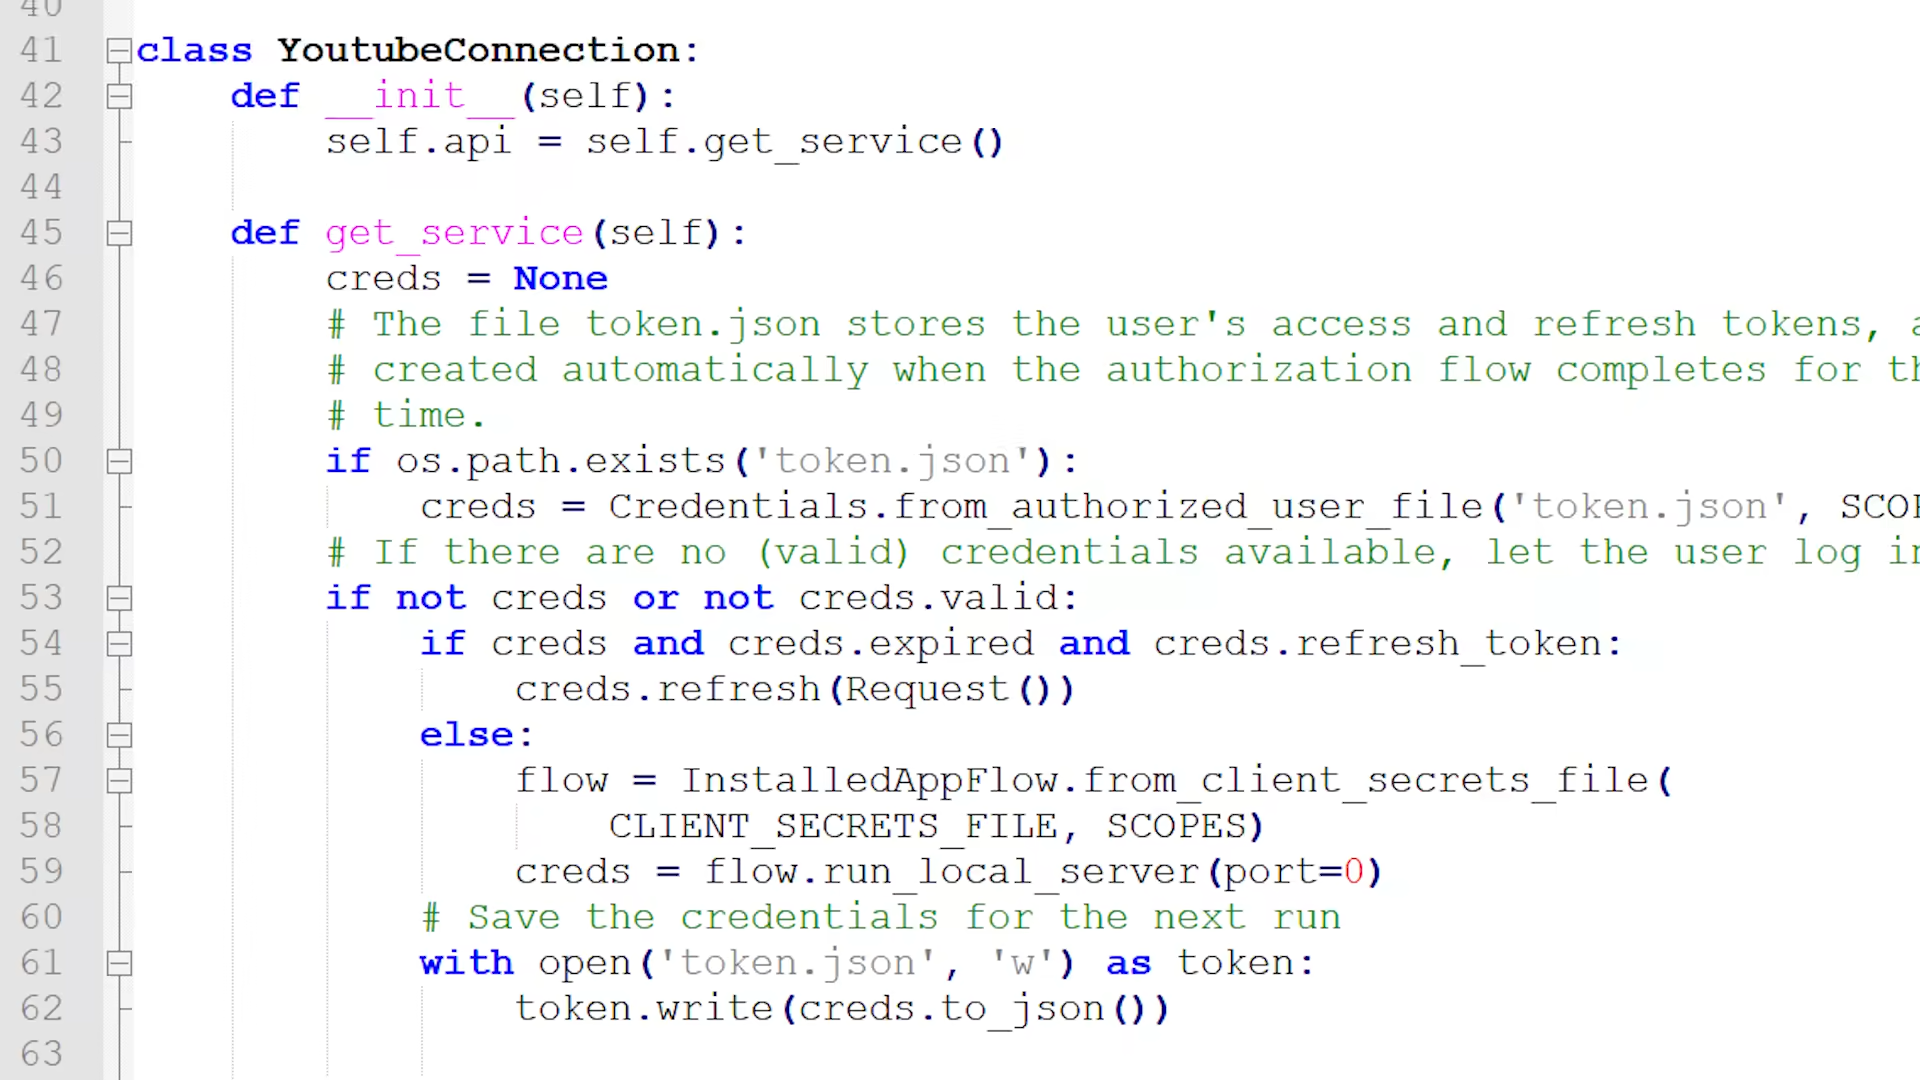 40
41 class YoutubeConnection:
42 def __init__(self):
43 self.api = self.get_service()
44
45 def get_service(self):
46 creds = None
47 # The file token.json stores the user's access and refresh tokens,
48 # created automatically when the authorization flow completes for
49 # time.
50 if os.path.exists('token.json'):
51 creds = Credentials.from_authorized_user_file('token.json',
52 # If there are no (valid) credentials available, let the user log
53 if not creds or not creds.valid:
54 if creds and creds.expired and creds.refresh_token:
55 creds.refresh(Request())
56 else:
57 flow = InstalledAppFlow.from_client_secrets_file(
58 CLIENT_SECRETS_FILE, SCOPES)
59 creds = flow.run_local_server(port=0)
60 # Save the credentials for the next run
61 with open('token.json', 'w') as token:
62 token.write(creds.to_json())
63